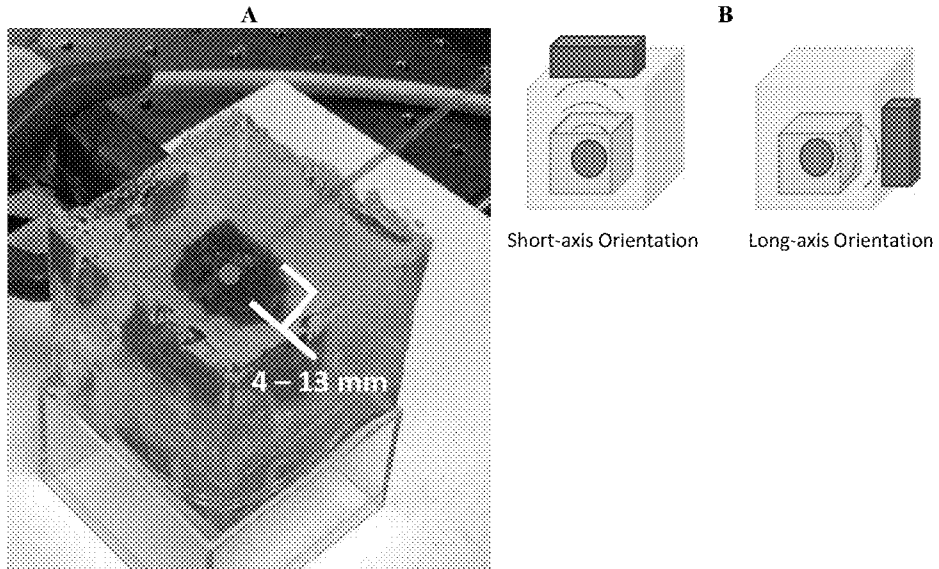 A
B
4 – 13 mm
Short-axis Orientation
Long-axis Orientation